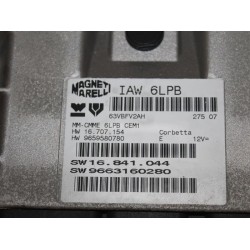 MAGNETI MARELLI
IAW 6LPB
63VBFV2AH 275 07
MM-CMME 6LPB CEM1
HW 16.707.154 Corbetta
HW 9659580780 E 12V=
SW16.841.044
SW9663160280